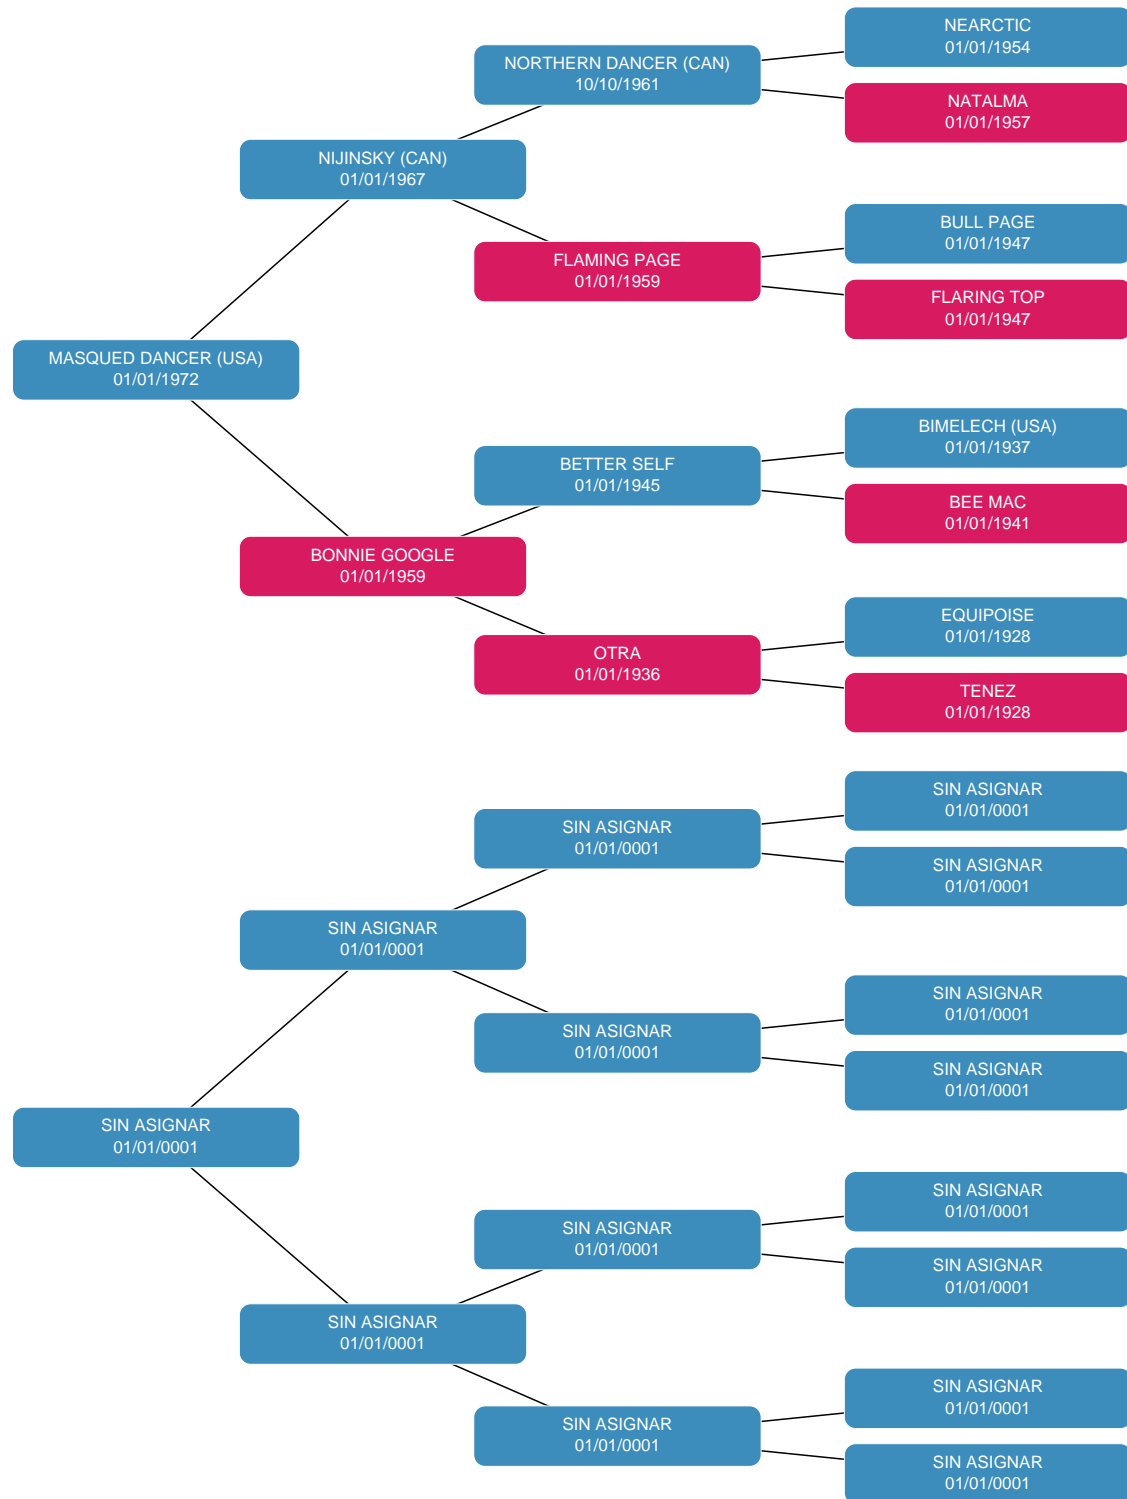 NEARCTIC
01/01/1954
NORTHERN DANCER (CAN)
10/10/1961
NATALMA
01/01/1957
NIJINSKY (CAN)
01/01/1967
BULL PAGE
01/01/1947
FLAMING PAGE
01/01/1959
FLARING TOP
01/01/1947
MASQUED DANCER (USA)
01/01/1972
BIMELECH (USA)
01/01/1937
BETTER SELF
01/01/1945
BEE MAC
01/01/1941
BONNIE GOOGLE
01/01/1959
EQUIPOISE
01/01/1928
OTRA
01/01/1936
TENEZ
01/01/1928
SIN ASIGNAR
01/01/0001
SIN ASIGNAR
01/01/0001
SIN ASIGNAR
01/01/0001
SIN ASIGNAR
01/01/0001
SIN ASIGNAR
01/01/0001
SIN ASIGNAR
01/01/0001
SIN ASIGNAR
01/01/0001
SIN ASIGNAR
01/01/0001
SIN ASIGNAR
01/01/0001
SIN ASIGNAR
01/01/0001
SIN ASIGNAR
01/01/0001
SIN ASIGNAR
01/01/0001
SIN ASIGNAR
01/01/0001
SIN ASIGNAR
01/01/0001
SIN ASIGNAR
01/01/0001